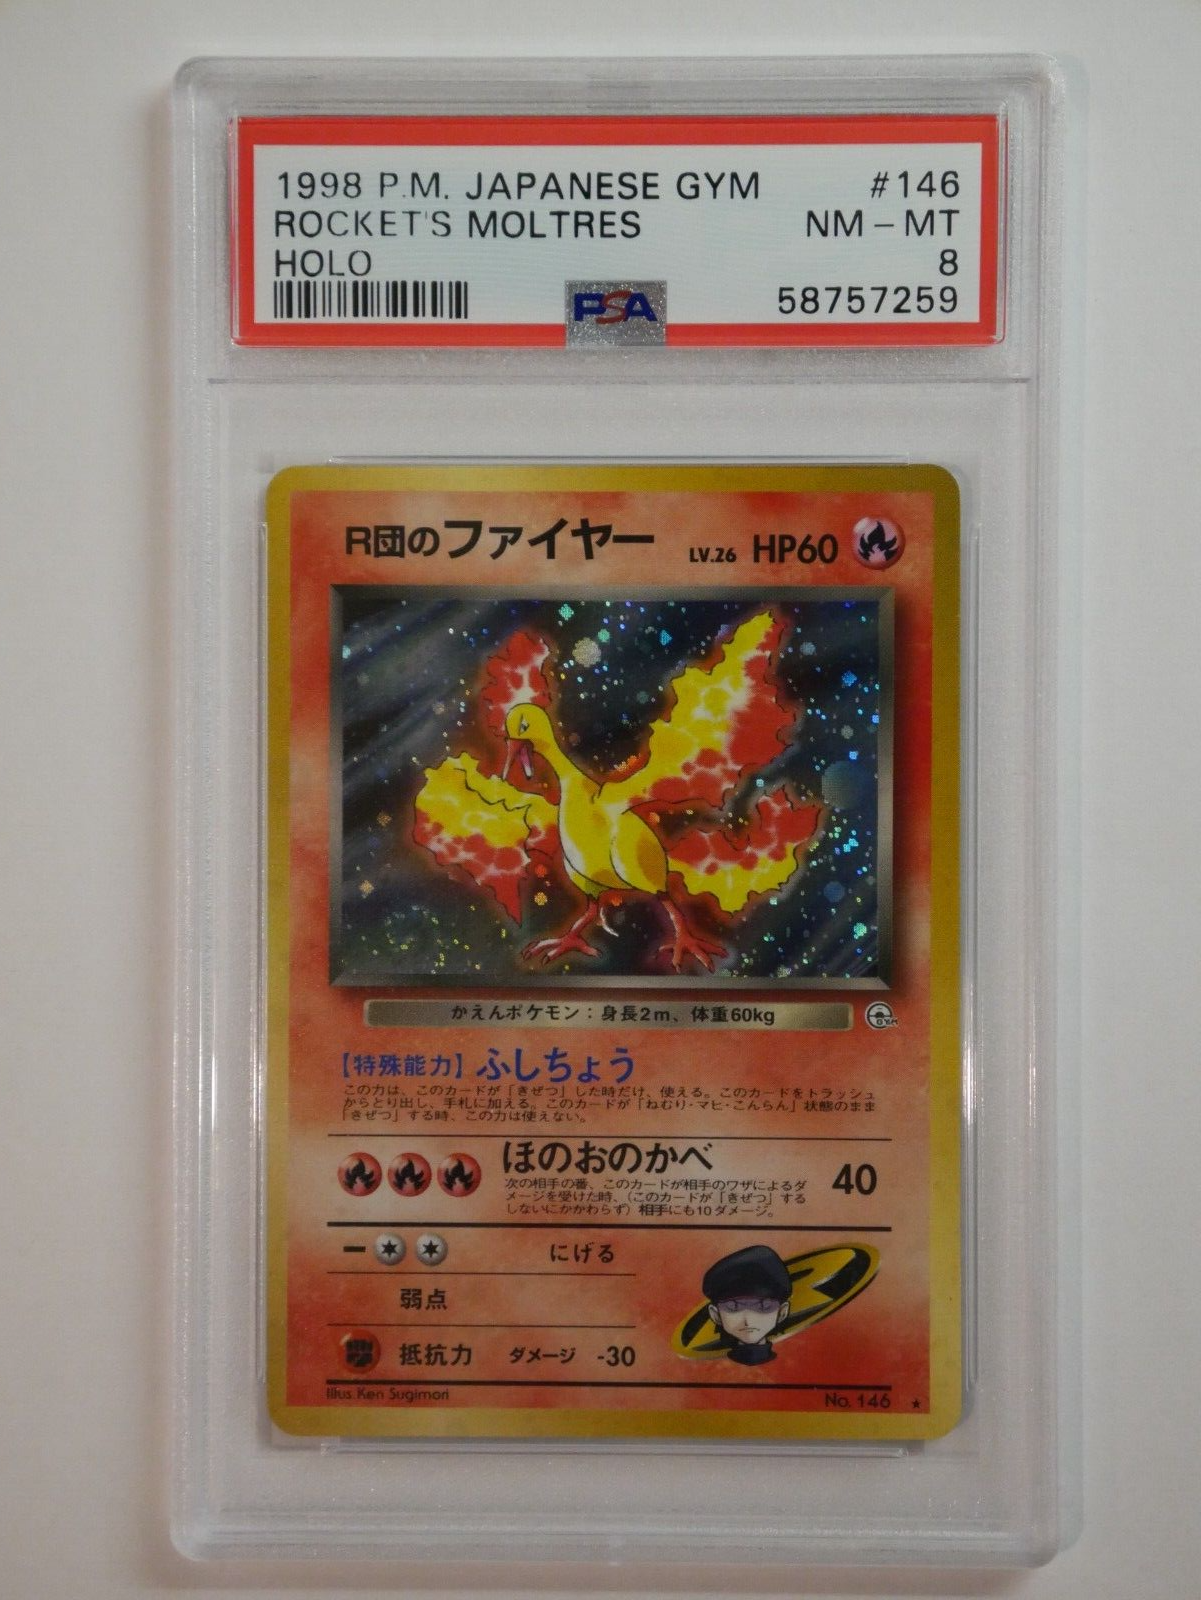 1998 P.M. JAPANESE GYM #146
ROCKET'S MOLTRES NM - MT
HOLO 8
PSA 58757259
R団のファイヤー LV.26 HP60
かえんポケモン：身長2m、体重60kg
GYM
【特殊能力】ふしちょう
この力は、このカードが「きぜつ」した時だけ、使える。このカードをトラッシュ
からとり出し、手札に加える。このカードが「ねむり・マヒ・こんらん」状態のまま
「きぜつ」する時、この力は使えない。
ほのおのかべ 40
次の相手の番、このカードが相手のワザによるダ
メージを受けた時、（このカードが「きぜつ」する
しないにかかわらず）相手にも10ダメージ。
にげる
弱点
抵抗力 ダメージ -30
Illus. Ken Sugimori No. 146 ★